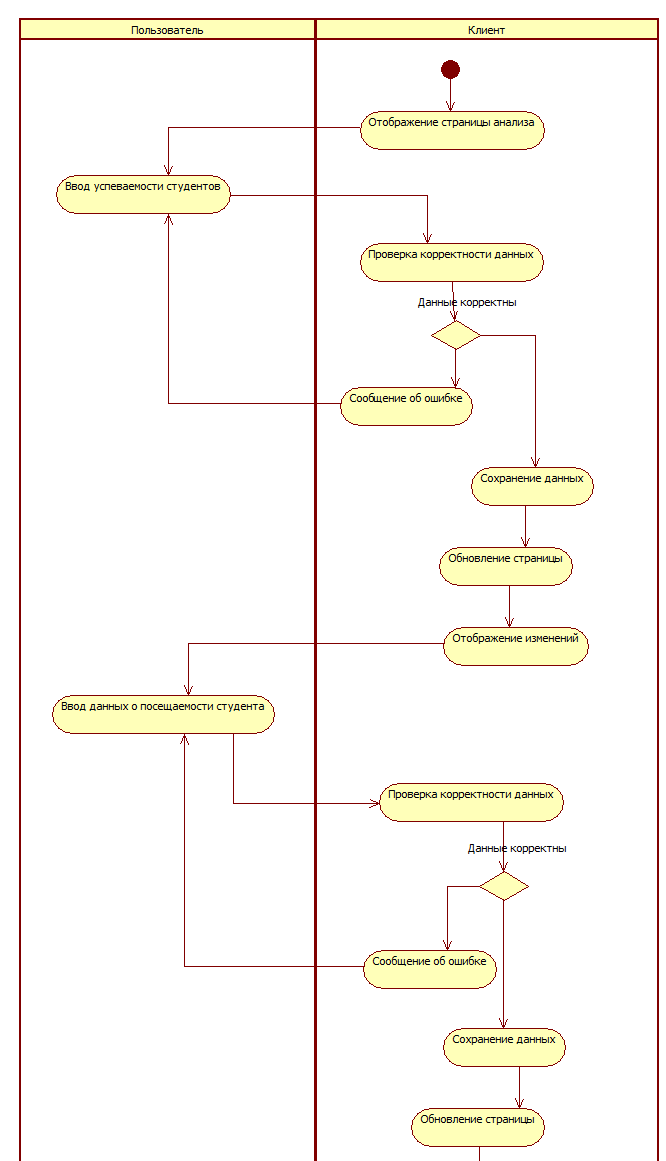 Пользователь
Клиент
Отображение страницы анализа
Ввод успеваемости студентов
Проверка корректности данных
Данные корректны
Сообщение об ошибке
Сохранение данных
Обновление страницы
Отображение изменений
Ввод данных о посещаемости студента
Проверка корректности данных
Данные корректны
Сообщение об ошибке
Сохранение данных
Обновление страницы